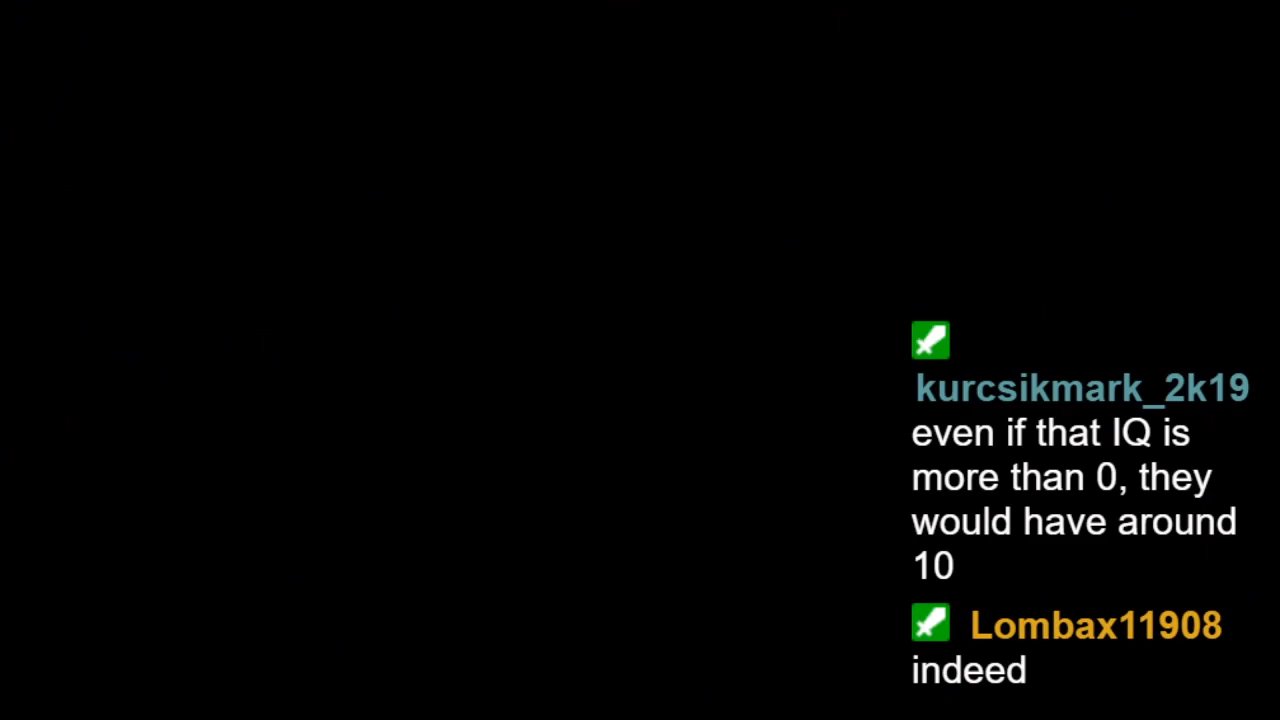 kurcsikmark_2k19
even if that IQ is
more than 0, they
would have around
10
Lombax11908
indeed